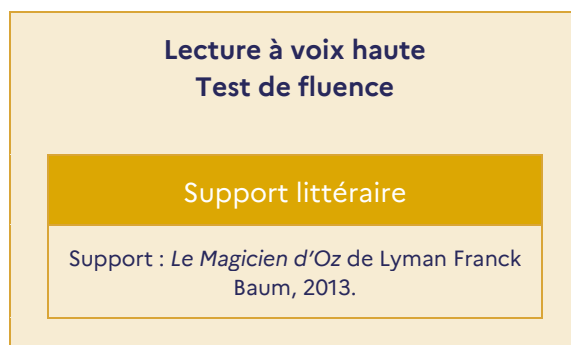 Lecture à voix haute
Test de fluence
Support littéraire
Support : Le Magicien d’Oz de Lyman Franck
Baum, 2013.